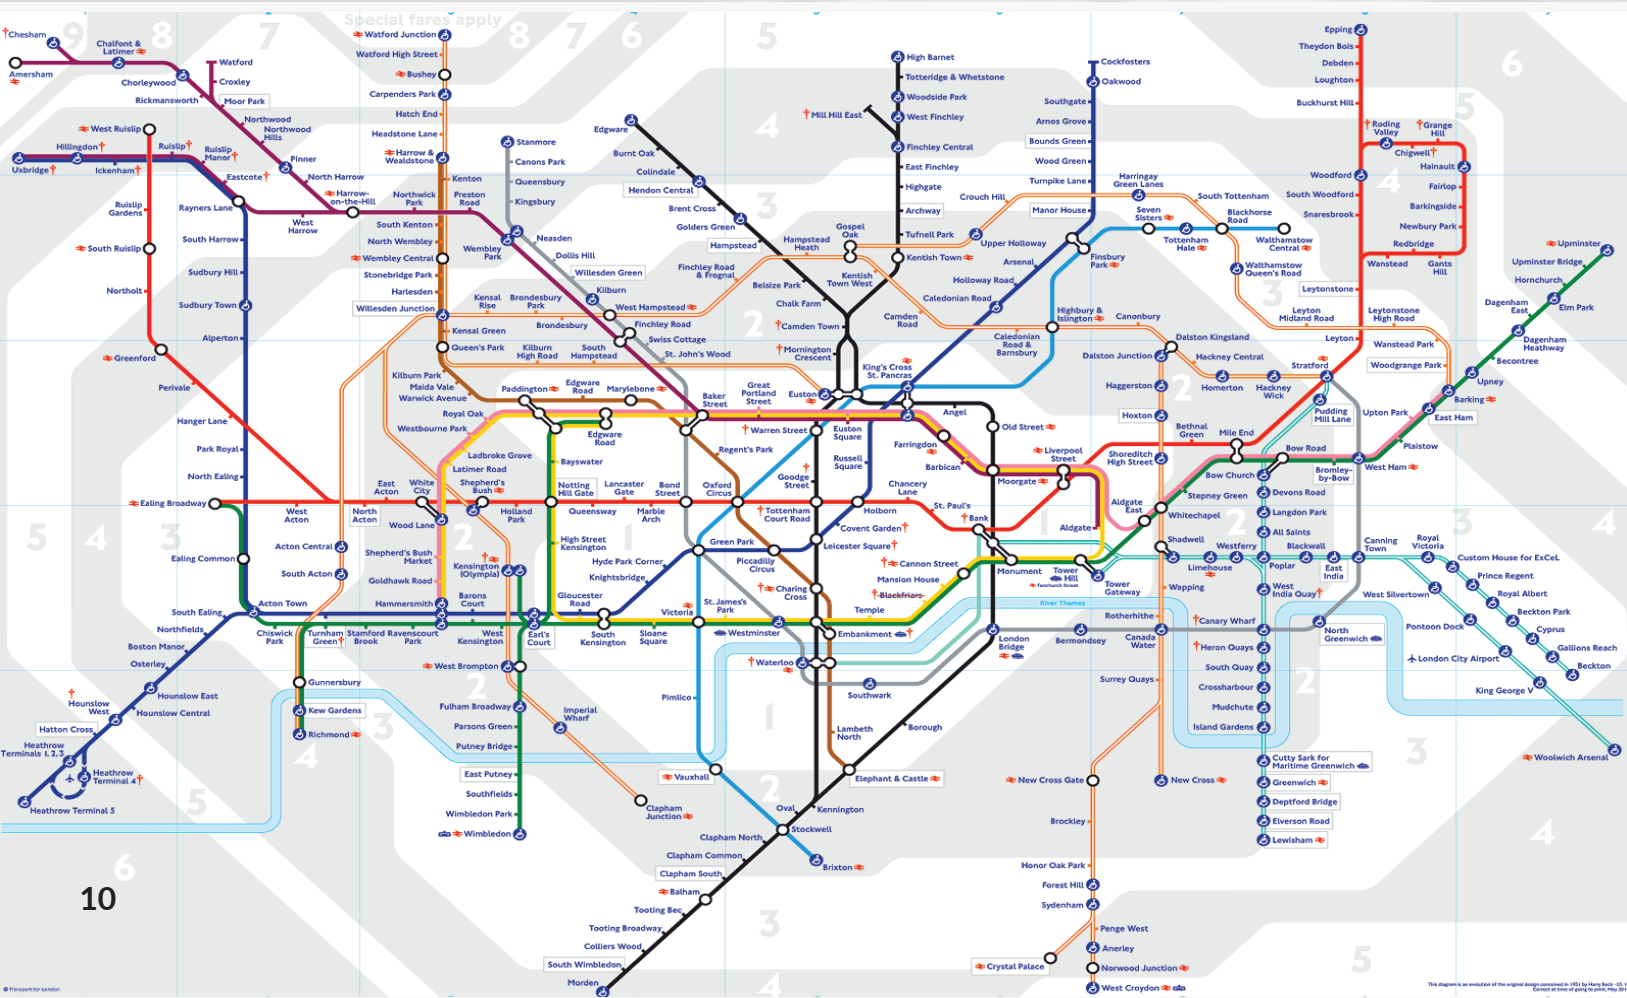 Special fares apply
9
8
7
8
7
6
5
6
†Chesham
Chalfont &
Latimer
Amersham
Chorleywood
Rickmansworth
Watford
Croxley
Moor Park
Northwood
Northwood
Hills
Pinner
North Harrow
Harrow-
on-the-Hill
Northwick
Park
Preston
Road
West Ruislip
Hillingdon†
Uxbridge†
Ickenham†
Ruislip†
Ruislip
Manor†
Eastcote†
Rayners Lane
West
Harrow
Ruislip
Gardens
South Ruislip
Northolt
Greenford
Perivale
Hanger Lane
South Harrow
Sudbury Hill
Sudbury Town
Alperton
Park Royal
North Ealing
Ealing Broadway
Ealing Common
West
Acton
North
Acton
East
Acton
White
City
Wood Lane
Acton Central
South Acton
Acton Town
South Ealing
Northfields
Boston Manor
Osterley
Hounslow East
Hounslow Central
†
Hounslow
West
Hatton Cross
Heathrow
Terminals 1, 2, 3
Heathrow
Terminal 4†
Heathrow Terminal 5
Watford Junction
Watford High Street
Bushey
Carpenders Park
Hatch End
Headstone Lane
Harrow &
Wealdstone
Kenton
South Kenton
North Wembley
Wembley Central
Stonebridge Park
Harlesden
Willesden Junction
Kensal Green
Queen's Park
Kilburn Park
Maida Vale
Warwick Avenue
Royal Oak
Westbourne Park
Ladbroke Grove
Latimer Road
Shepherd's
Bush
Holland
Park
Shepherd's Bush
Market
Goldhawk Road
Hammersmith
Kensington
(Olympia)
Barons
Court
West
Kensington
Earl's
Court
Chiswick
Park
Turnham
Green†
Stamford
Brook
Ravenscourt
Park
Gunnersbury
Kew Gardens
Richmond
West Brompton
Fulham Broadway
Parsons Green
Putney Bridge
East Putney
Southfields
Wimbledon Park
Wimbledon
Imperial
Wharf
Clapham
Junction
Stanmore
Canons Park
Queensbury
Kingsbury
Wembley
Park
Neasden
Dollis Hill
Willesden Green
Kilburn
West Hampstead
Finchley Road
Swiss Cottage
St. John's Wood
Kensal
Rise
Brondesbury
Park
Brondesbury
Kilburn
High Road
South
Hampstead
Finchley Road
& Frognal
Edgware
Burnt Oak
Colindale
Hendon Central
Brent Cross
Golders Green
Hampstead
Belsize Park
Chalk Farm
†Camden Town
†Mornington
Crescent
Euston
Hampstead
Heath
Gospel
Oak
Kentish
Town West
Camden
Road
High Barnet
Totteridge & Whetstone
Woodside Park
†Mill Hill East
West Finchley
Finchley Central
East Finchley
Highgate
Archway
Tufnell Park
Kentish Town
Crouch Hill
Upper Holloway
Cockfosters
Oakwood
Southgate
Arnos Grove
Bounds Green
Wood Green
Turnpike Lane
Manor House
Harringay
Green Lanes
South Tottenham
Seven
Sisters
Tottenham
Hale
Blackhorse
Road
Walthamstow
Central
Walthamstow
Queen's Road
Finsbury
Park
Arsenal
Holloway Road
Caledonian Road
Highbury &
Islington
Caledonian
Road &
Barnsbury
Canonbury
Dalston Kingsland
Dalston Junction
Hackney Central
Homerton
Hackney
Wick
Haggerston
Hoxton
Shoreditch
High Street
Leyton
Midland Road
Leytonstone
High Road
Wanstead Park
Woodgrange Park
Epping
Theydon Bois
Debden
Loughton
Buckhurst Hill
†Roding
Valley
†Grange
Hill
Chigwell†
Hainault
Fairlop
Barkingside
Newbury Park
Woodford
South Woodford
Snaresbrook
Redbridge
Wanstead
Gants
Hill
Leytonstone
Leyton
Stratford
Pudding
Mill Lane
Upminster
Upminster Bridge
Hornchurch
Elm Park
Dagenham
East
Dagenham
Heathway
Becontree
Upney
Barking
East Ham
Upton Park
Plaistow
West Ham
Bromley-
by-Bow
Bow Road
Mile End
Bethnal
Green
Stepney Green
Bow Church
Devons Road
Langdon Park
All Saints
Poplar
Whitechapel
Shadwell
Limehouse
Westferry
Blackwall
East
India
Canning
Town
Royal
Victoria
Custom House for ExCeL
Prince Regent
Royal Albert
Beckton Park
Cyprus
Gallions Reach
Beckton
West Silvertown
Pontoon Dock
London City Airport
King George V
Woolwich Arsenal
West
India Quay†
†Canary Wharf
Heron Quays
South Quay
Crossharbour
Mudchute
Island Gardens
Cutty Sark for
Maritime Greenwich
Greenwich
Deptford Bridge
Elverson Road
Lewisham
North
Greenwich
Paddington
Edgware
Road
Marylebone
Baker
Street
Great
Portland
Street
Edgware
Road
Bayswater
Notting
Hill Gate
Queensway
Lancaster
Gate
Marble
Arch
Bond
Street
Oxford
Circus
Regent's Park
†Warren Street
Euston
Square
King's Cross
St. Pancras
Angel
Old Street
Farringdon
Barbican
Moorgate
Liverpool
Street
Aldgate
East
Aldgate
Russell
Square
†
Goodge
Street
†Tottenham
Court Road
Holborn
Chancery
Lane
St. Paul's
†Bank
Covent Garden†
Leicester Square†
Cannon Street
Mansion House
Blackfriars
Temple
Monument
Tower
Hill
Fenchurch Street
Tower
Gateway
Green Park
Piccadilly
Circus
†Charing
Cross
Embankment
High Street
Kensington
Hyde Park Corner
Knightsbridge
Gloucester
Road
South
Kensington
Sloane
Square
Victoria
St. James's
Park
Westminster
†Waterloo
Southwark
London
Bridge
Bermondsey
Canada
Water
Wapping
Rotherhithe
River Thames
Surrey Quays
New Cross Gate
New Cross
Brockley
Honor Oak Park
Forest Hill
Sydenham
Penge West
Anerley
Crystal Palace
Norwood Junction
West Croydon
Pimlico
Lambeth
North
Borough
Vauxhall
Elephant & Castle
Oval
Kennington
Stockwell
Brixton
Clapham North
Clapham Common
Clapham South
Balham
Tooting Bec
Tooting Broadway
Colliers Wood
South Wimbledon
Morden
10
© Transport for London